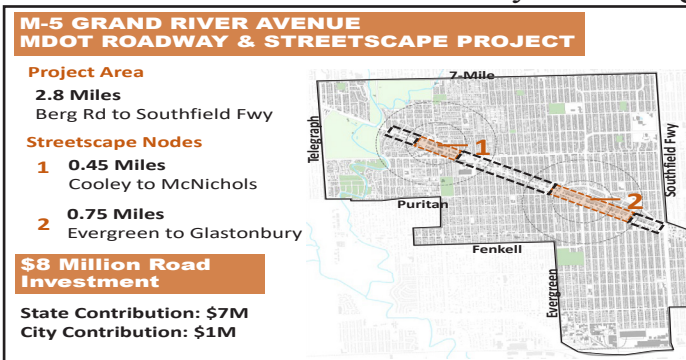 M-5 GRAND RIVER AVENUE
MDOT ROADWAY & STREETSCAPE PROJECT
Project Area
2.8 Miles
Berg Rd to Southfield Fwy
Streetscape Nodes
1 0.45 Miles
Cooley to McNichols
2 0.75 Miles
Evergreen to Glastonbury
$8 Million Road
Investment
State Contribution: $7M
City Contribution: $1M
7-Mile
Telegraph
Southfield Fwy
1
2
Puritan
Fenkell
Evergreen